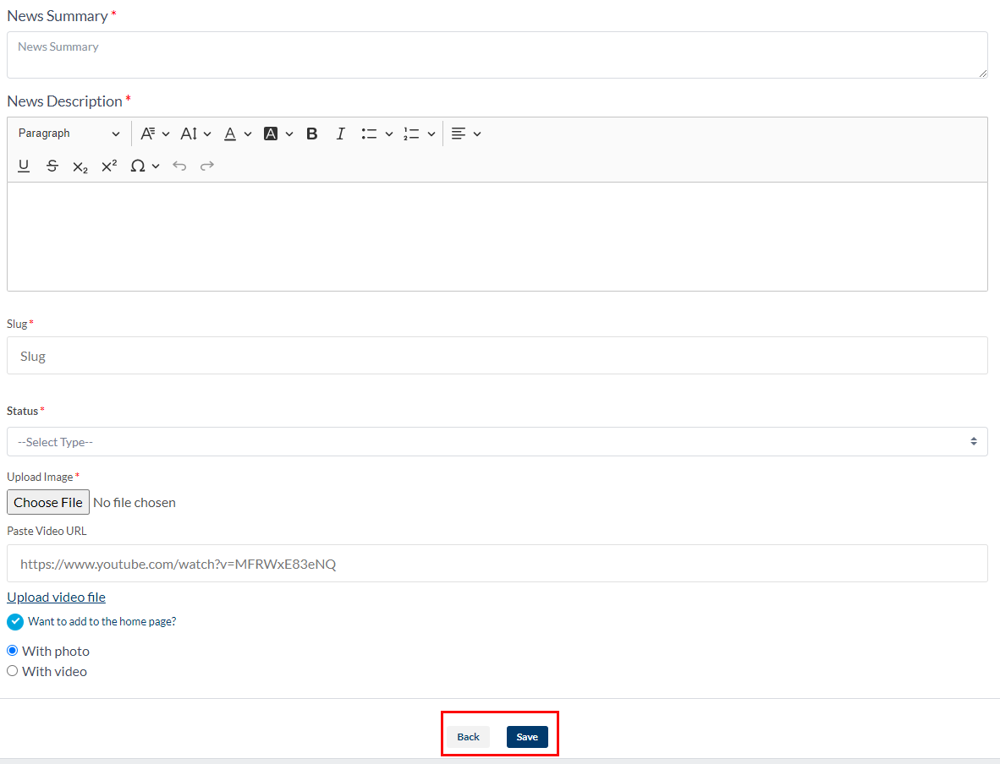 News Summary *
News Summary
News Description *
Paragraph
Slug *
Slug
Status *
--Select Type--
Upload Image *
Choose File No file chosen
Paste Video URL
https://www.youtube.com/watch?v=MFRWxE83eNQ
Upload video file
Want to add to the home page?
With photo
With video
Back Save